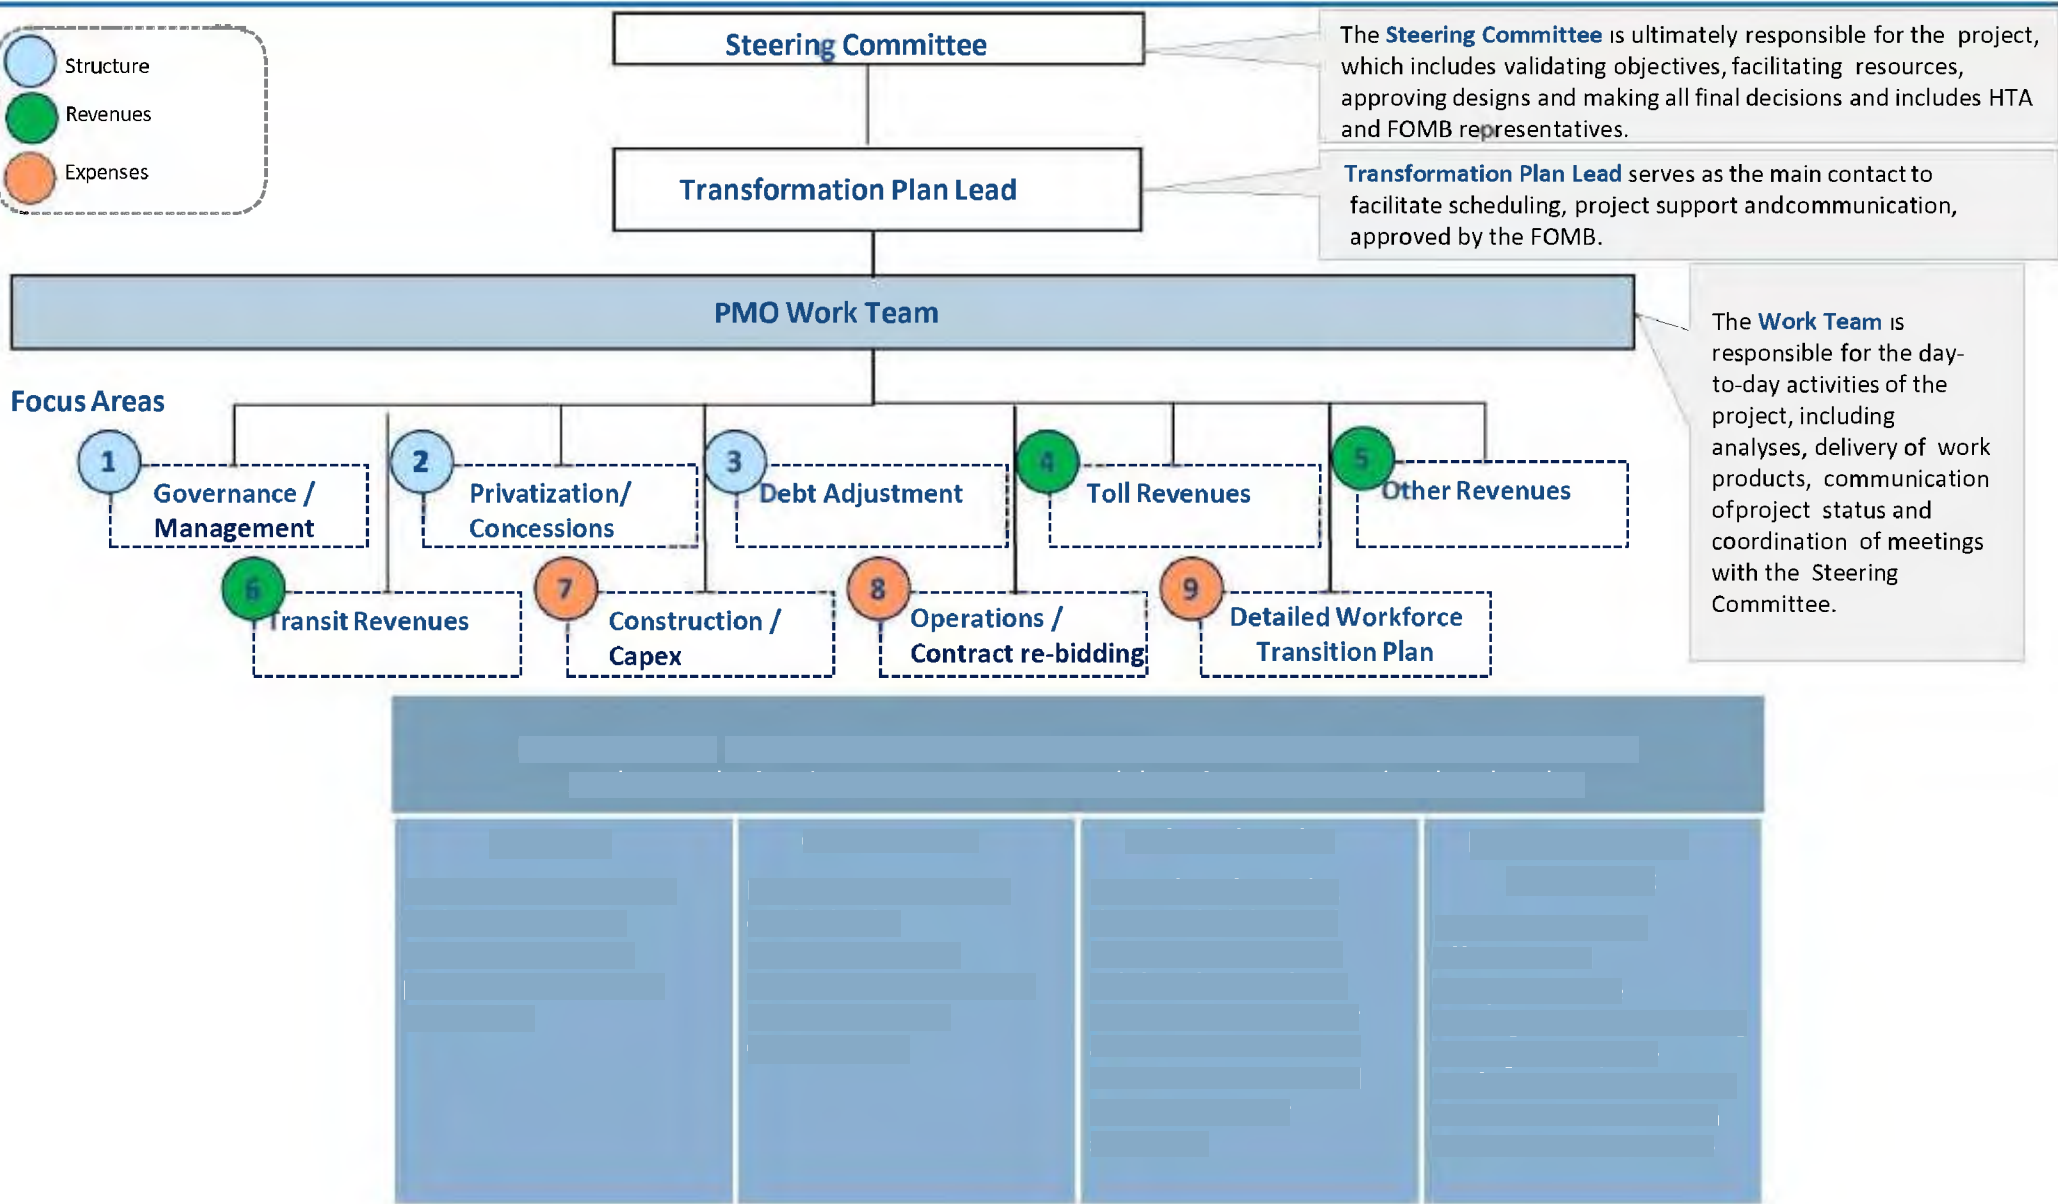 Structure
Revenues
Expenses
Steering Committee
The Steering Committee is ultimately responsible for the project,
which includes validating objectives, facilitating resources,
approving designs and making all final decisions and includes HTA
and FOMB representatives.
Transformation Plan Lead
Transformation Plan Lead serves as the main contact to
facilitate scheduling, project support andcommunication,
approved by the FOMB.
PMO Work Team
The Work Team is
responsible for the day-
to-day activities of the
project, including
analyses, delivery of work
products, communication
ofproject status and
coordination of meetings
with the Steering
Committee.
Focus Areas
1
Governance /
Management
2
Privatization/
Concessions
3
Debt Adjustment
4
Toll Revenues
5
Other Revenues
6
Transit Revenues
7
Construction /
Capex
8
Operations /
Contract re-bidding
9
Detailed Workforce
Transition Plan